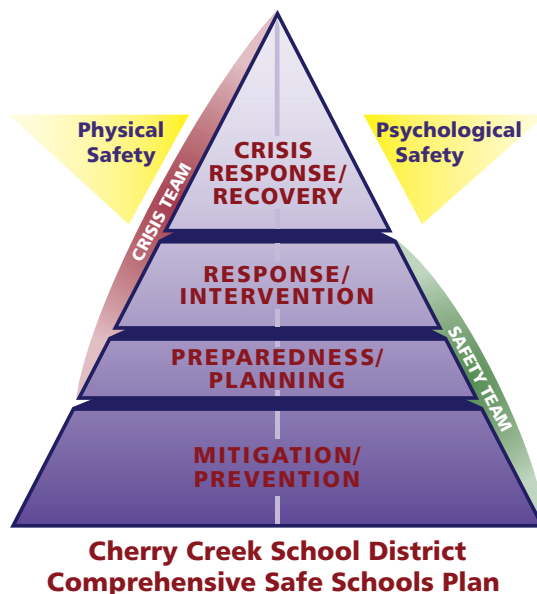 Physical
Safety
Psychological
Safety
CRISIS TEAM
CRISIS
RESPONSE/
RECOVERY
RESPONSE/
INTERVENTION
PREPAREDNESS/
PLANNING
SAFETY TEAM
MITIGATION/
PREVENTION
Cherry Creek School District
Comprehensive Safe Schools Plan